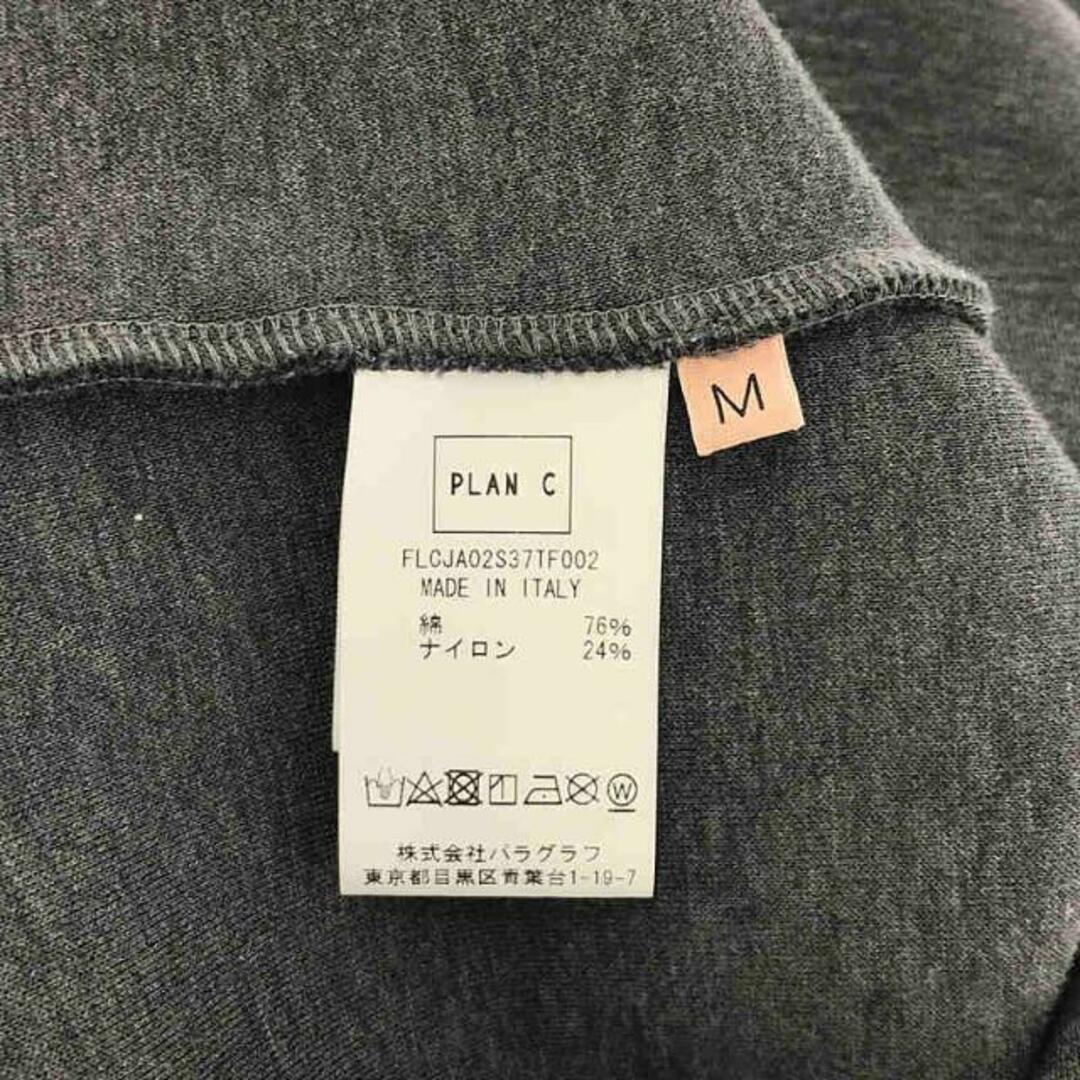 M
PLAN C
FLCJA02S37TF002
MADE IN ITALY
綿 76%
ナイロン 24%
W
株式会社パラグラフ
東京都目黒区青葉台1-19-7